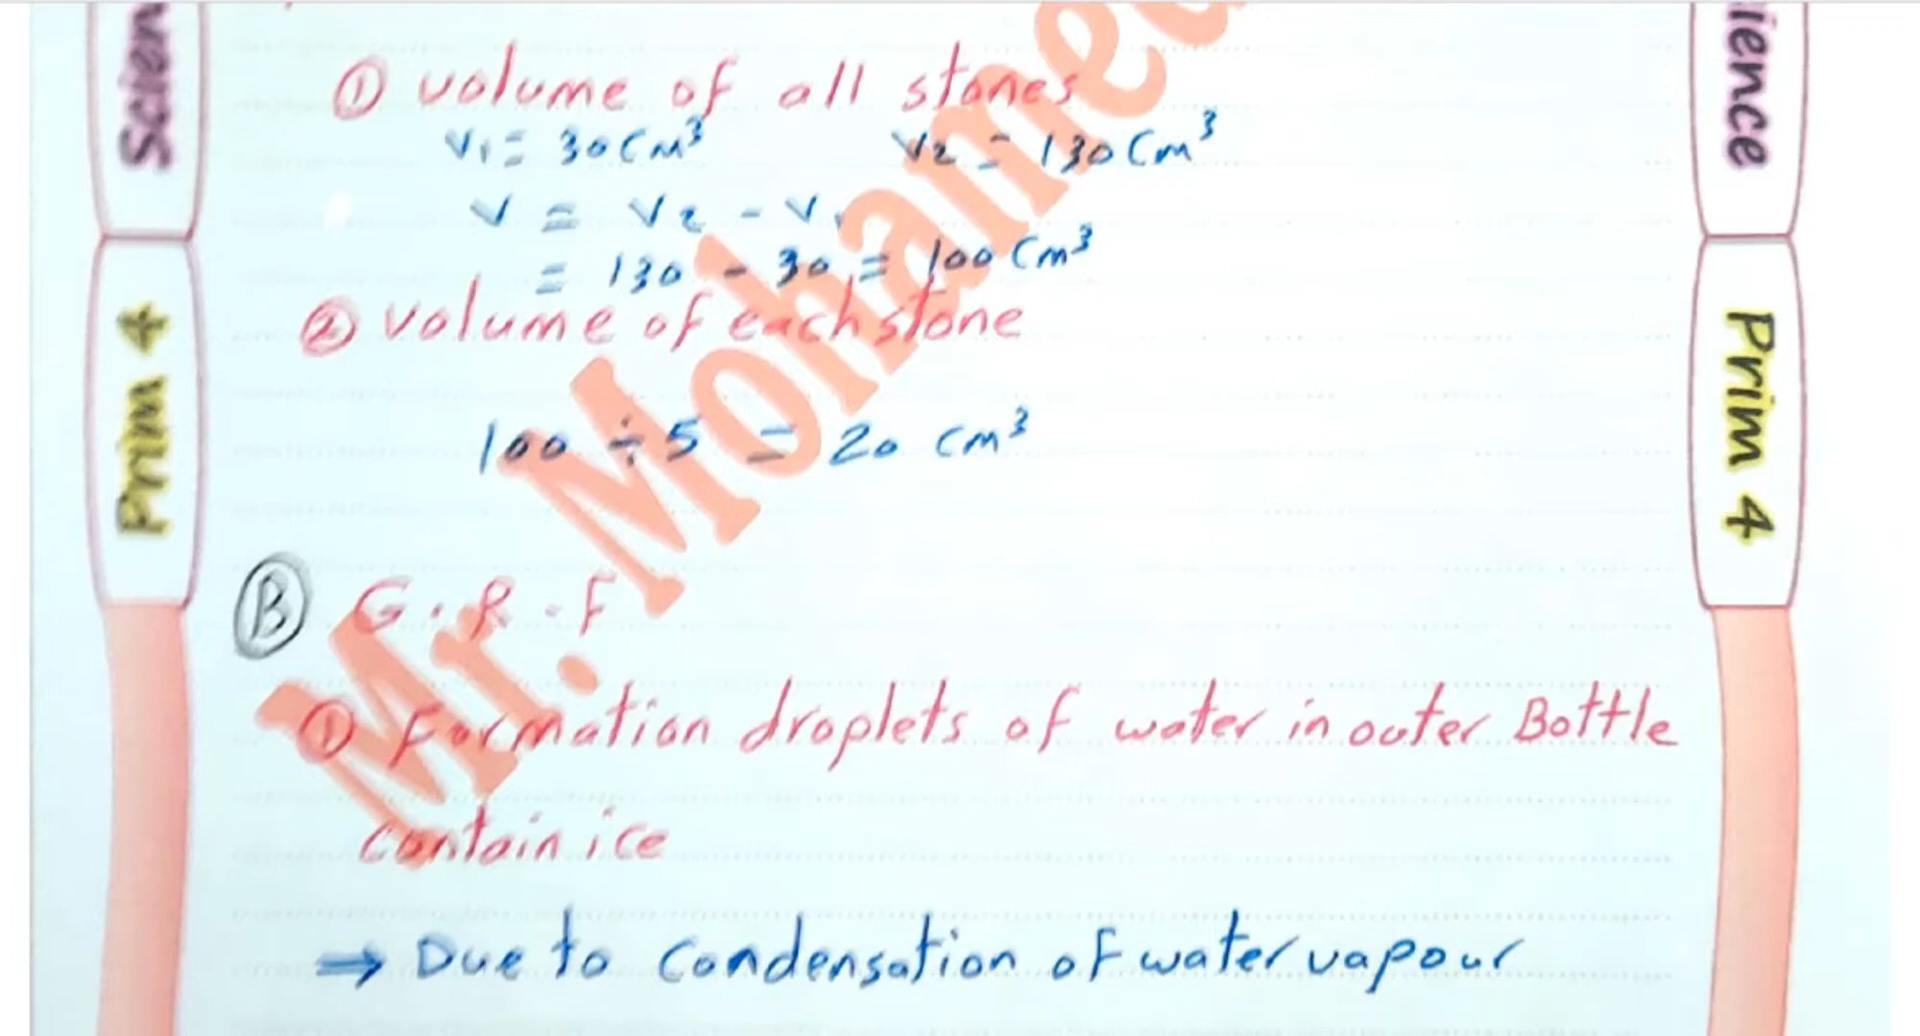 Scien
Prim 4
ience
Prim 4
① volume of all stones
V1 = 30 Cm³ V2 = 130 Cm³
V = V2 - V1
= 130 - 30 = 100 Cm³
② volume of each stone
100 ÷ 5 = 20 cm³
Ⓑ G.R.F
① Formation droplets of water in outer Bottle
contain ice
⇒ Due to Condensation of water vapour
Mr. Mohamed